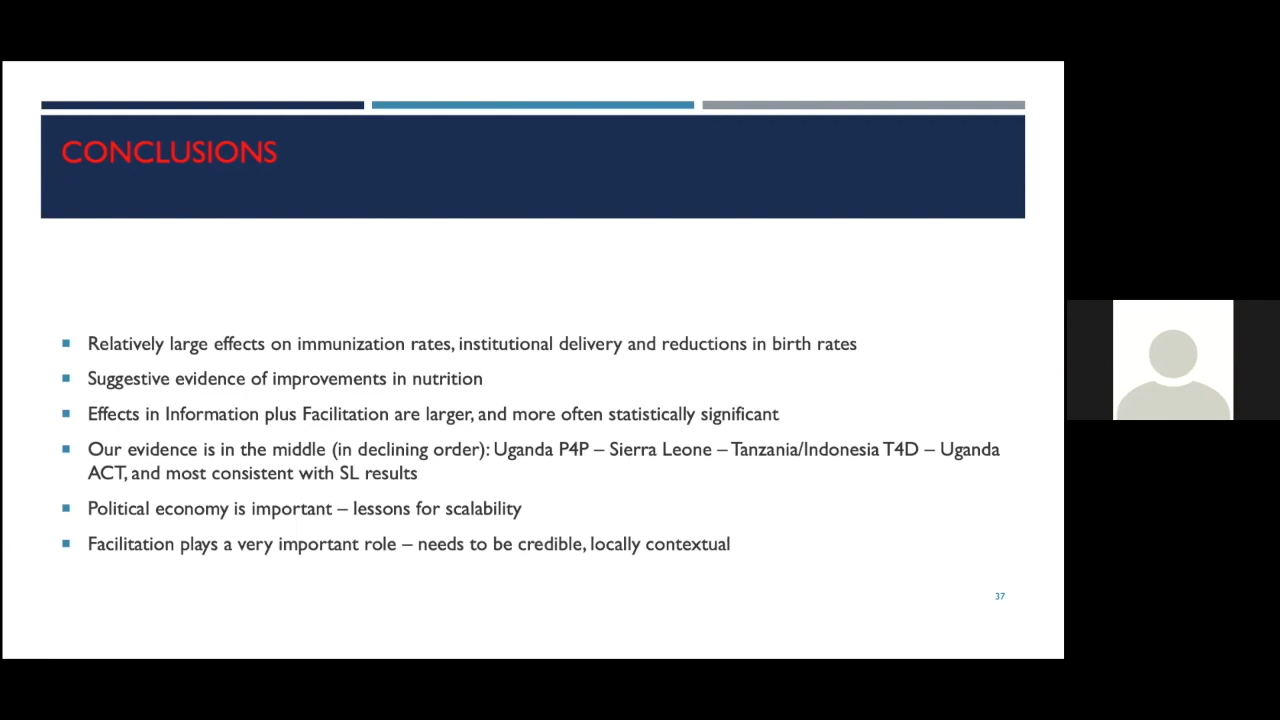 CONCLUSIONS
▪ Relatively large effects on immunization rates, institutional delivery and reductions in birth rates
▪ Suggestive evidence of improvements in nutrition
▪ Effects in Information plus Facilitation are larger, and more often statistically significant
▪ Our evidence is in the middle (in declining order): Uganda P4P – Sierra Leone – Tanzania/Indonesia T4D – Uganda
ACT, and most consistent with SL results
▪ Political economy is important – lessons for scalability
▪ Facilitation plays a very important role – needs to be credible, locally contextual
37